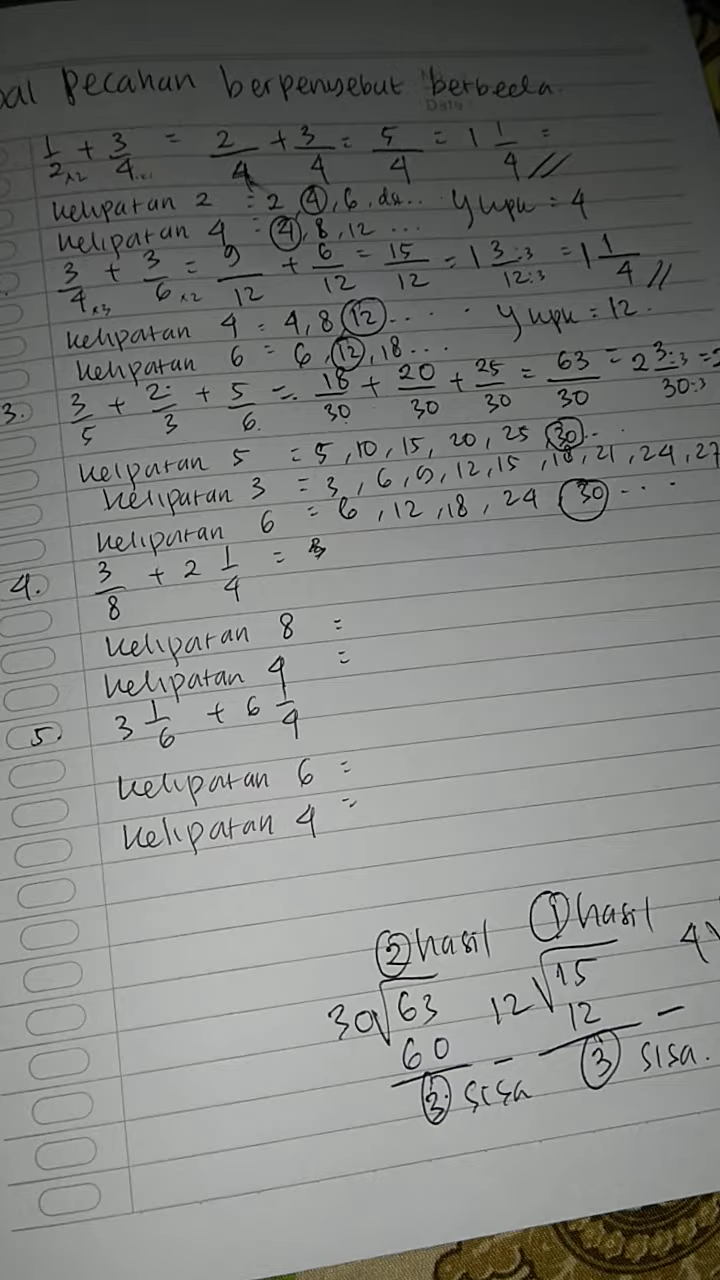 al Pecahan berpenyebut berbeda.
Date
1/2 ×2 + 3/4 ... = 2/4 + 3/4 = 5/4 = 1 1/4 =
Kelipatan 2 = 2 4, 6, ds...
Kelipatan 4 = 4, 8, 12 ... = 4
3/4 ×3 + 3/6 ×2 = 9/12 + 6/12 = 15/12 = 1 3:3/12:3 = 1 1/4 //
Kelipatan 4 = 4, 8 12 ..... = 12.
Kelipatan 6 = 6, 12, 18...
3. 3/5 + 2/3 + 5/6 = 18/30 + 20/30 + 25/30 = 63/30 = 2 3:3/30:3 = 2
Kelipatan 5 = 5, 10, 15, 20, 25 30...
Kelipatan 3 = 3, 6, 9, 12, 15, 18, 21, 24, 27
Kelipatan 6 = 6, 12, 18, 24 30 ....
4. 3/8 + 2 1/4 =
Kelipatan 8 =
Kelipatan 4 =
5. 3 1/6 + 6 1/4
Kelipatan 6 =
Kelipatan 4 =
2 hasil 1 hasil
30√63 12√15 4
60 - 12 -
3 sisa 3 sisa.